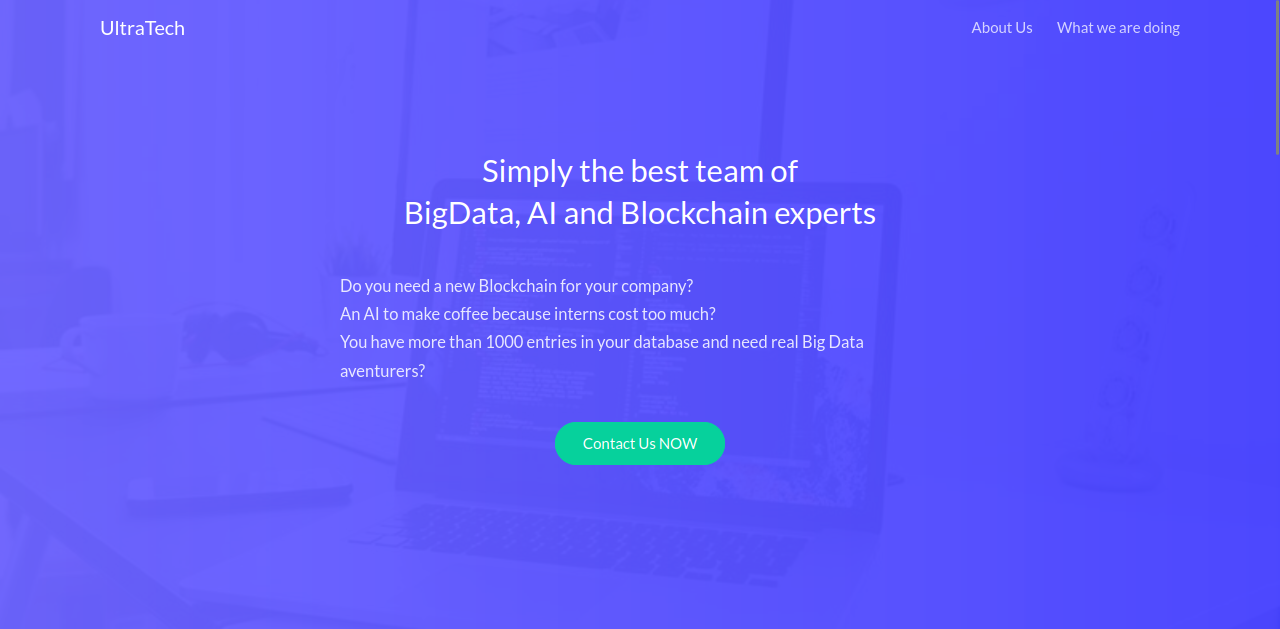 UltraTech
About Us
What we are doing
Simply the best team of
BigData, AI and Blockchain experts
Do you need a new Blockchain for your company?
An AI to make coffee because interns cost too much?
You have more than 1000 entries in your database and need real Big Data
aventurers?
Contact Us NOW